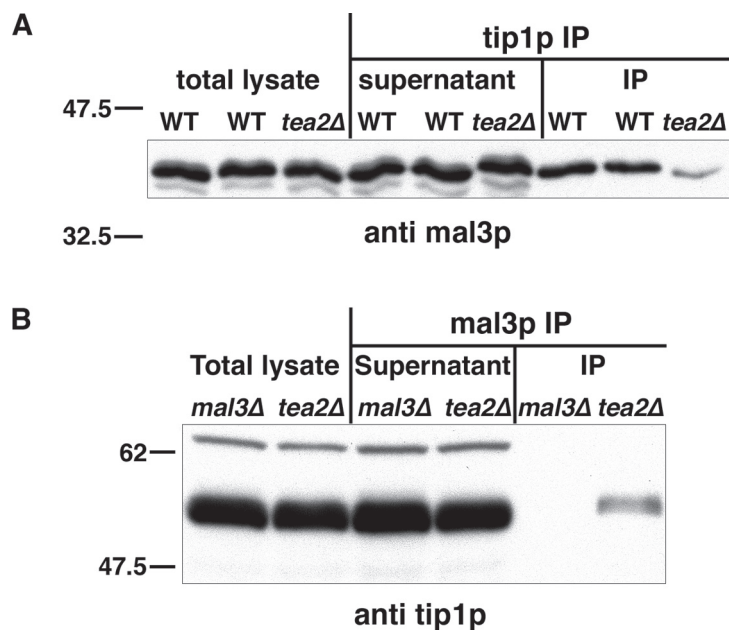 A
tip1p IP
total lysate supernatant IP
47.5
WT WT tea2Δ WT WT tea2Δ WT WT tea2Δ
32.5
anti mal3p
B
mal3p IP
Total lysate Supernatant IP
mal3Δ tea2Δ mal3Δ tea2Δ mal3Δ tea2Δ
62
47.5
anti tip1p